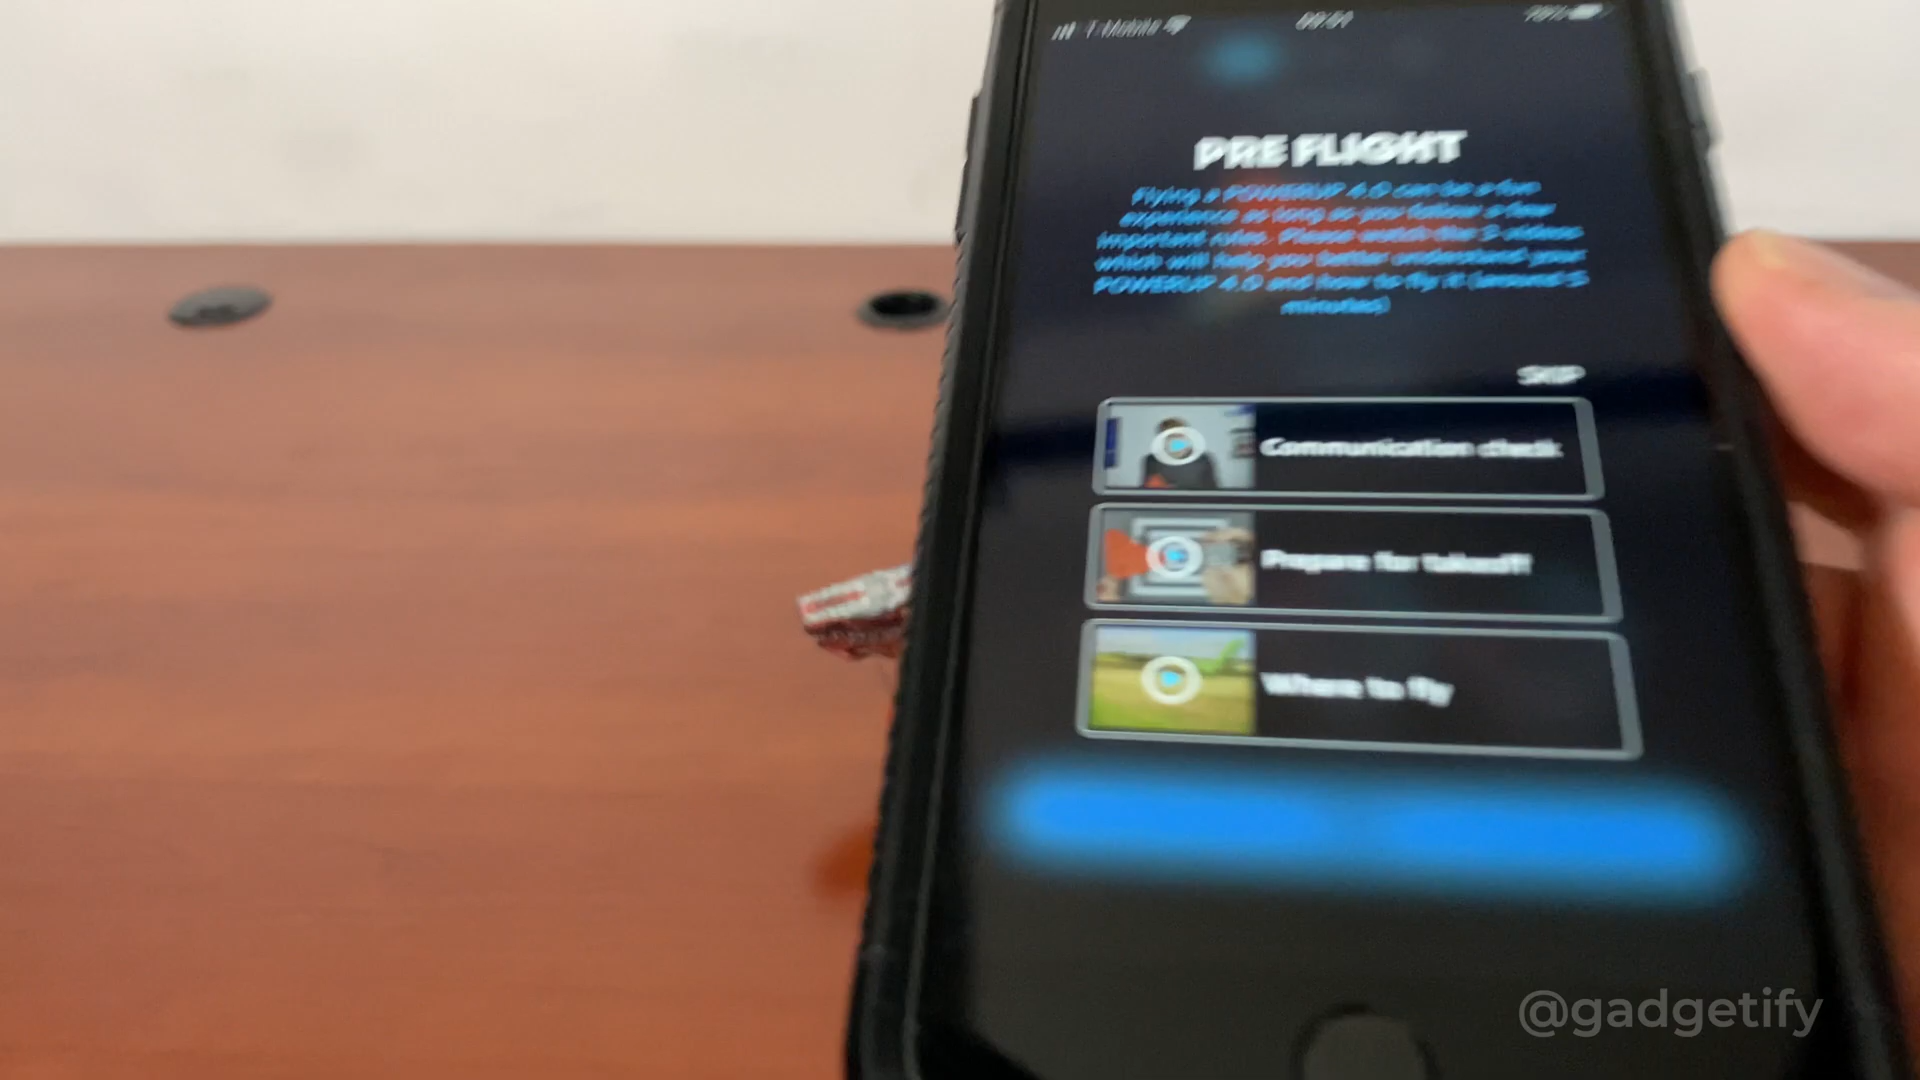 T-Mobile
PRE FLIGHT
Flying a POWERUP 4.0 can be a fun
experience as long as you follow a few
important rules. Please watch the 3 videos
which will help you better understand your
POWERUP 4.0 and how to fly it (around 5
minutes)
SKIP
Communication check
Prepare for takeoff
Where to fly
@gadgetify